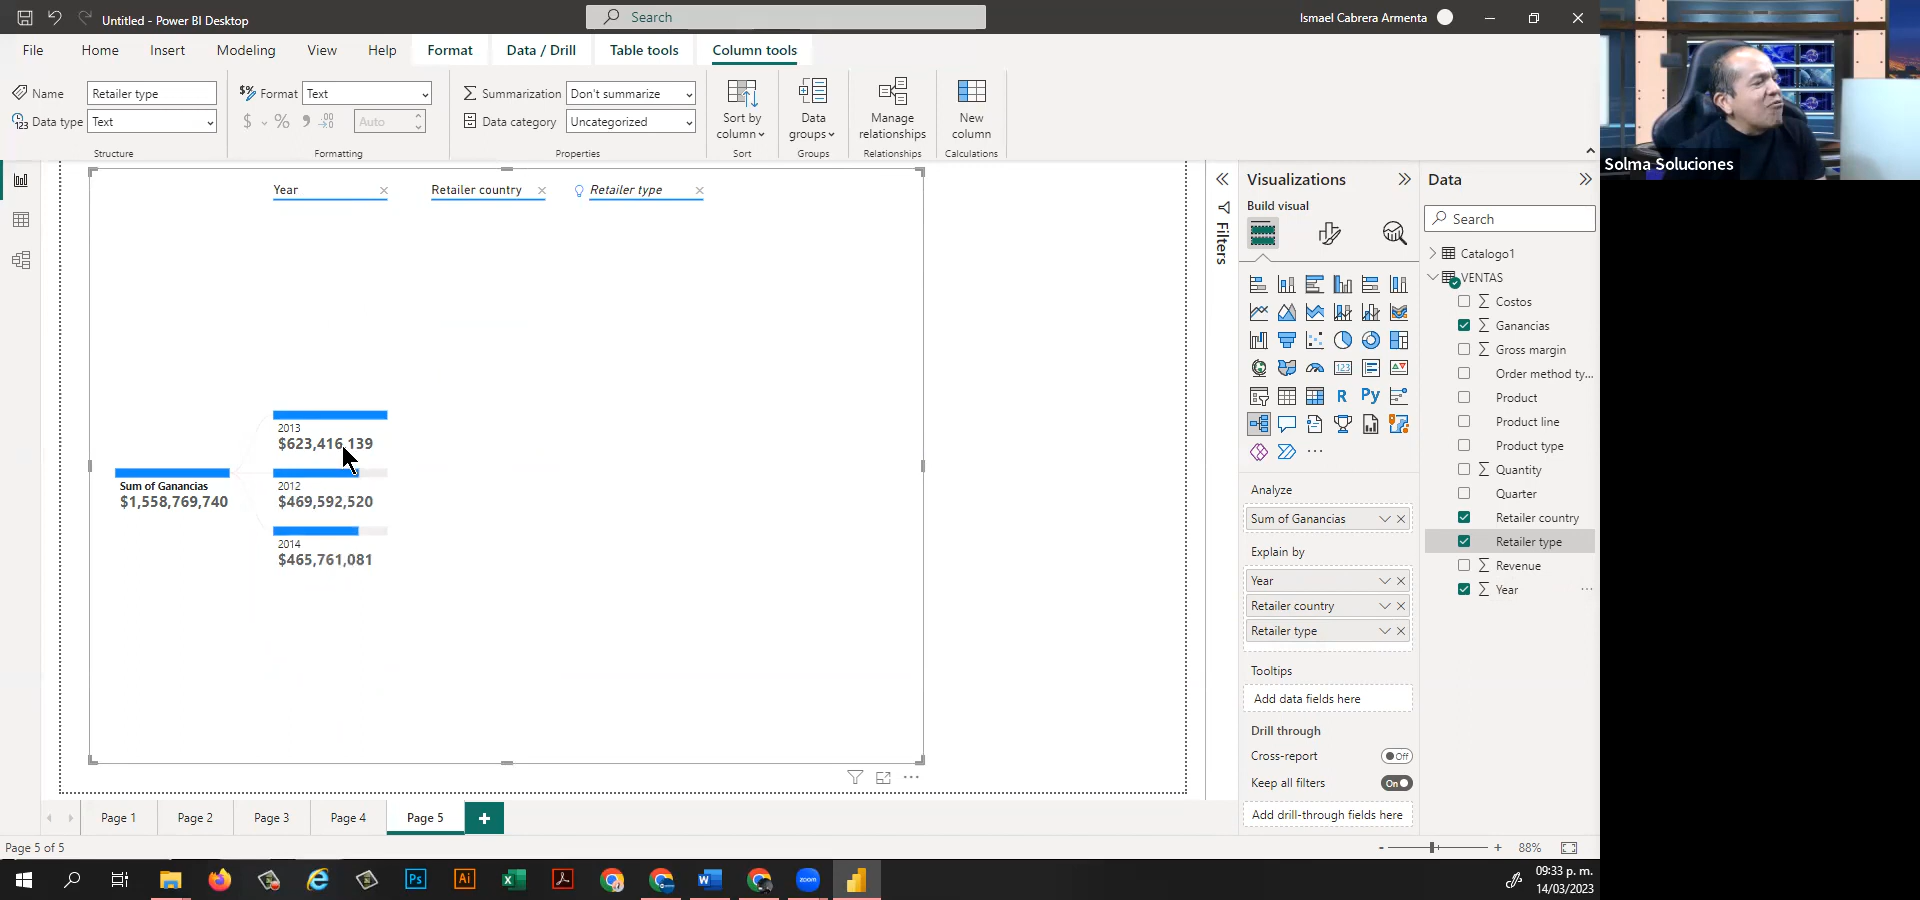 Untitled - Power BI Desktop
Search
Ismael Cabrera Armenta
File
Home
Insert
Modeling
View
Help
Format
Data / Drill
Table tools
Column tools
Name
Retailer type
Format
Text
Summarization
Don't summarize
Data type
Text
$
%
Auto
Data category
Uncategorized
Sort by
column
Data
groups
Manage
relationships
New
column
Structure
Formatting
Properties
Sort
Groups
Relationships
Calculations
Solma Soluciones
Year
Retailer country
Retailer type
2013
$623,416,139
Sum of Ganancias
$1,558,769,740
2012
$469,592,520
2014
$465,761,081
Filters
Visualizations
Build visual
R
Py
123
Analyze
Sum of Ganancias
Explain by
Year
Retailer country
Retailer type
Tooltips
Add data fields here
Drill through
Cross-report
Off
Keep all filters
On
Add drill-through fields here
Data
Search
Catalogo1
VENTAS
Costos
Ganancias
Gross margin
Order method ty...
Product
Product line
Product type
Quantity
Quarter
Retailer country
Retailer type
Revenue
Year
Page 1
Page 2
Page 3
Page 4
Page 5
Page 5 of 5
88%
Ps
Ai
zoom
09:33 p. m.
14/03/2023